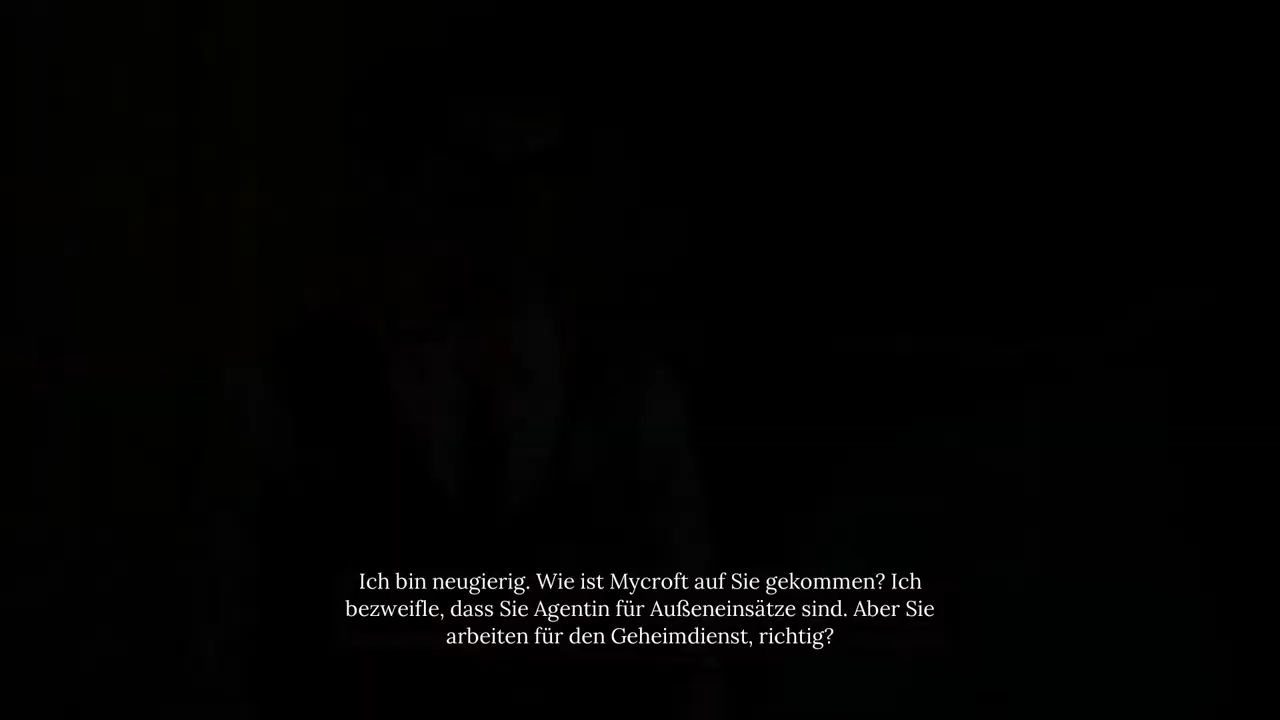 Ich bin neugierig. Wie ist Mycroft auf Sie gekommen? Ich
bezweifle, dass Sie Agentin für Außeneinsätze sind. Aber Sie
arbeiten für den Geheimdienst, richtig?